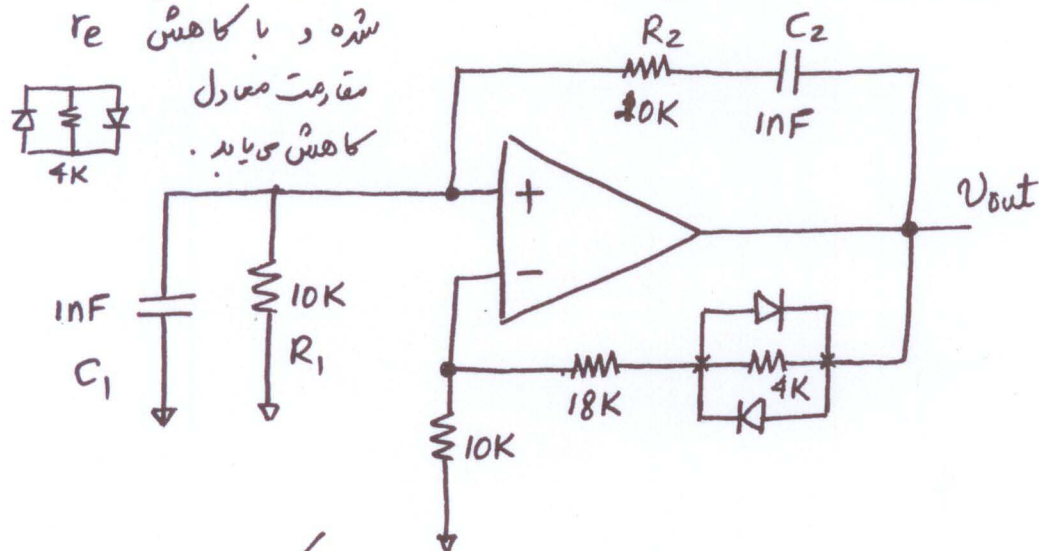 شده و با کاهش re
مقاومت معادل
کاهش می‌یابد.
4K
R2
10K
C2
1nF
+
−
Vout
1nF
C1
10K
R1
18K
4K
10K